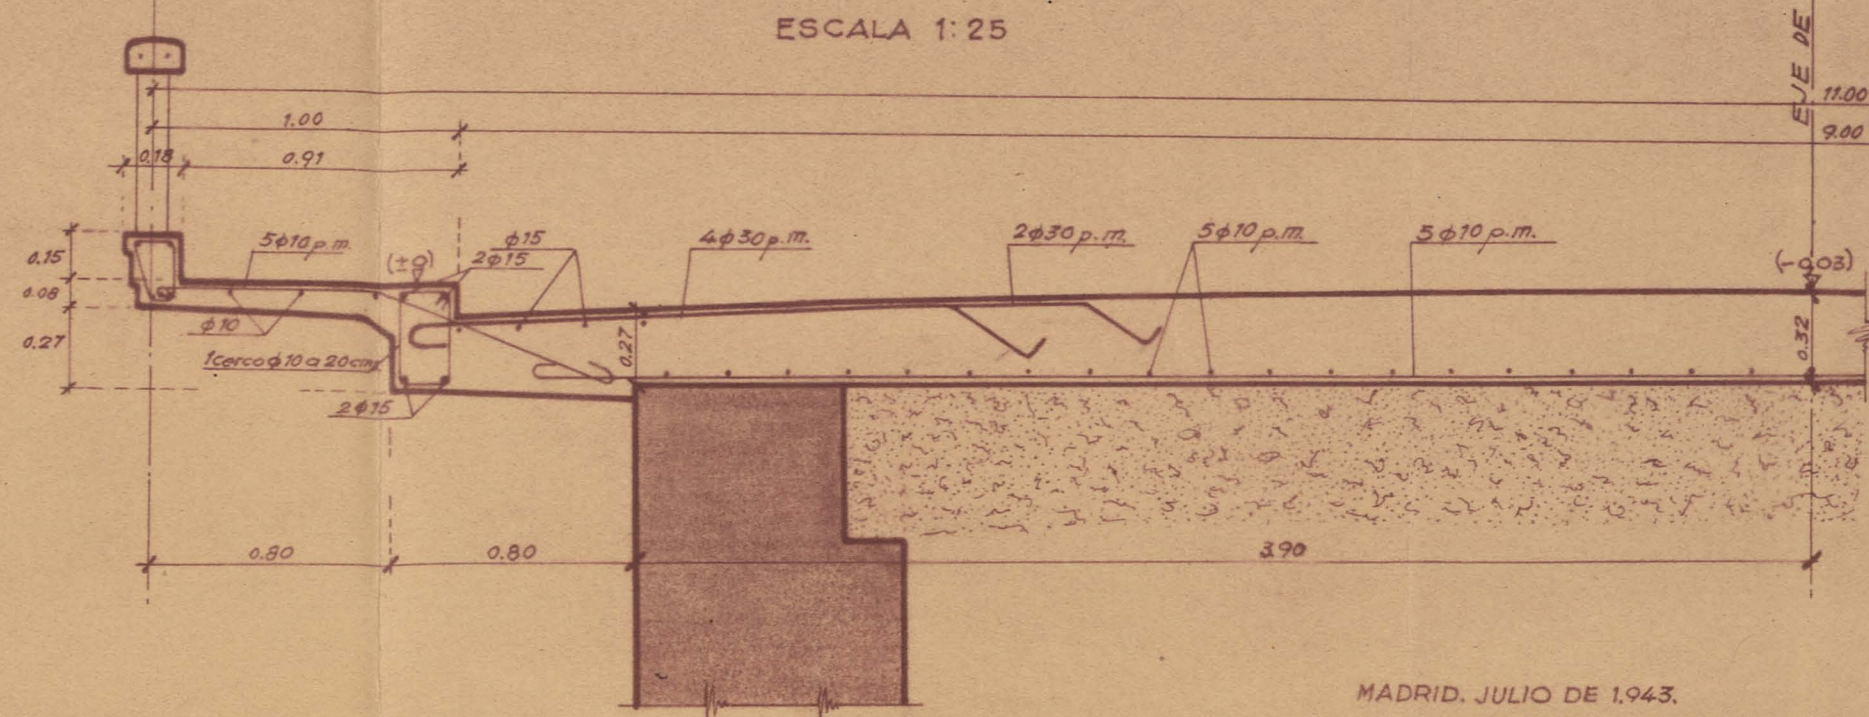 ESCALA 1:25
EJE DE
11.00
1.00
9.00
0.18
0.91
5φ10 p.m.
φ15
4φ30 p.m.
2φ30 p.m.
5φ10 p.m.
5φ10 p.m.
0.15
(±0)
2φ15
(-0.03)
0.08
φ10
0.27
1 cerco φ10 a 20cm
0.27
0.32
2φ15
0.80
0.80
3.90
MADRID. JULIO DE 1.943.